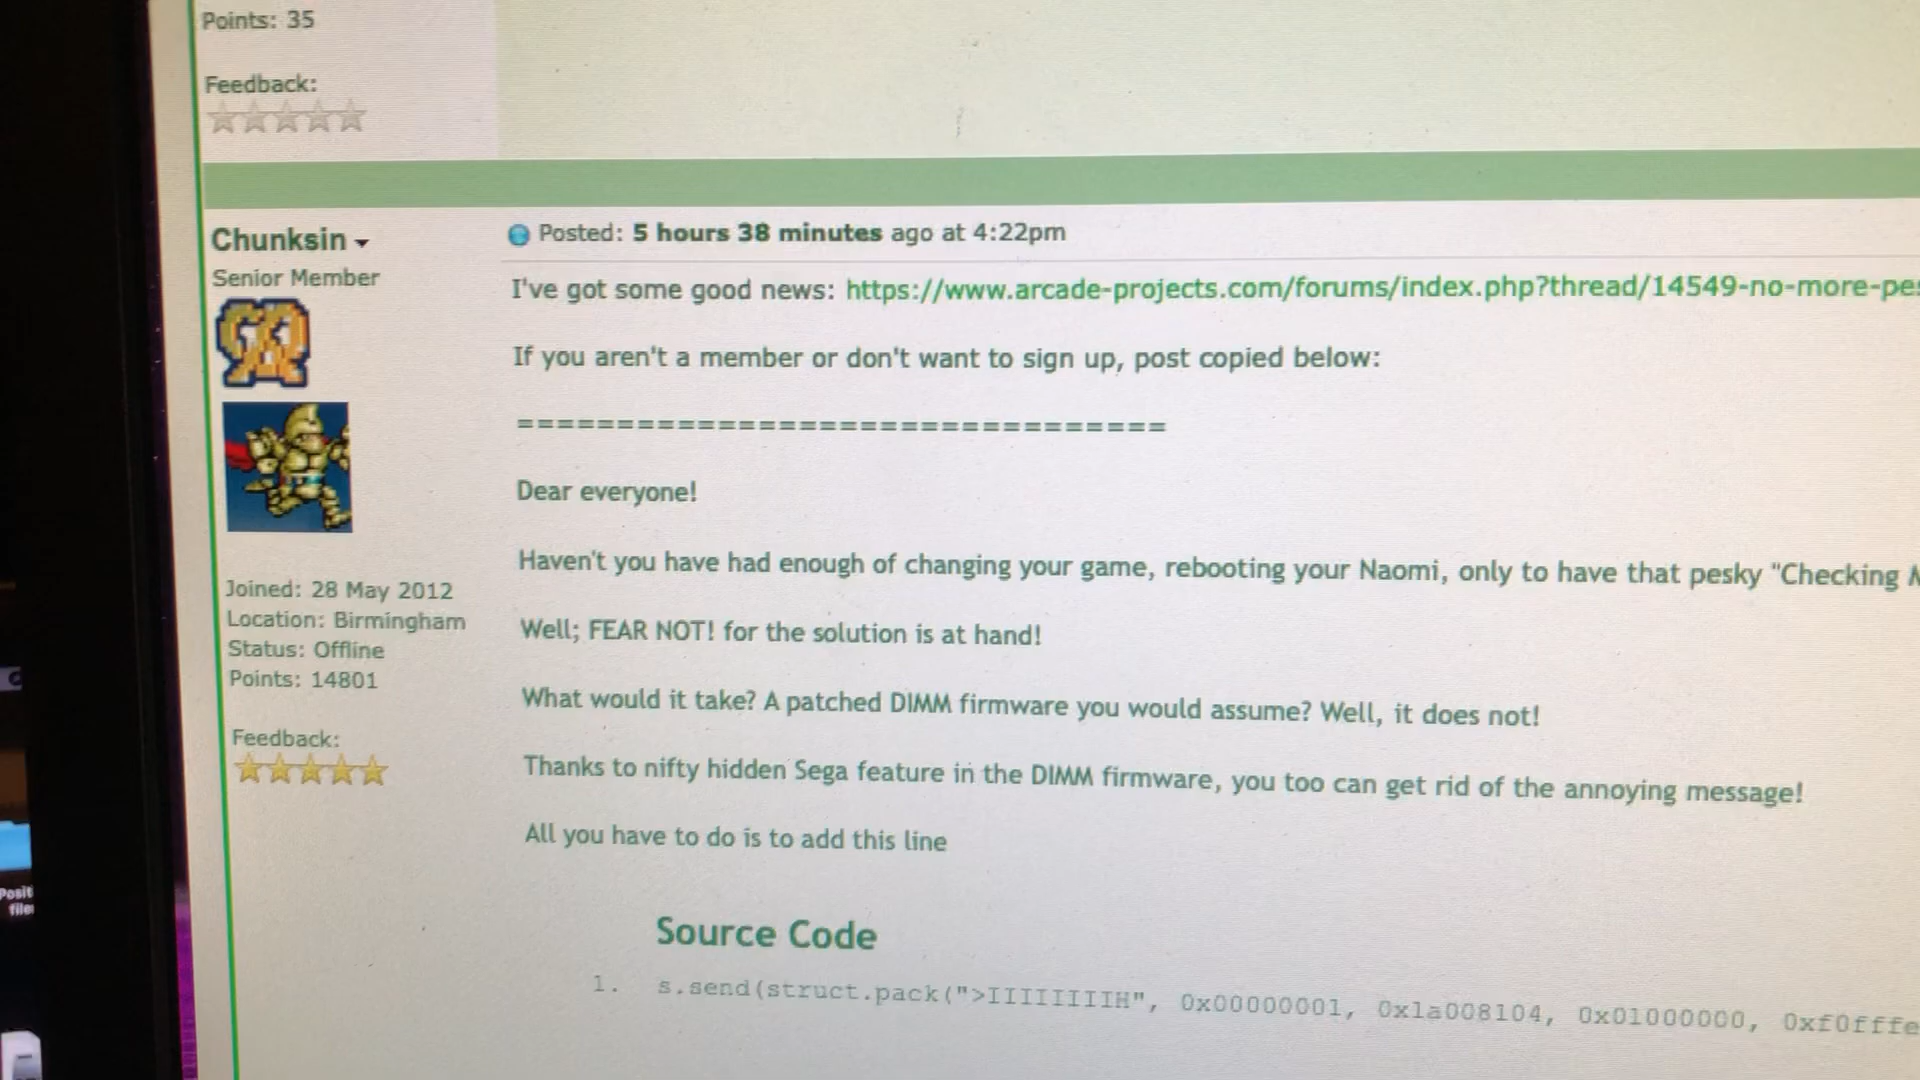 Points: 35
Feedback:
Chunksin
Senior Member
Posted: 5 hours 38 minutes ago at 4:22pm
I've got some good news: https://www.arcade-projects.com/forums/index.php?thread/14549-no-more-pes
If you aren't a member or don't want to sign up, post copied below:
================================
Dear everyone!
Haven't you have had enough of changing your game, rebooting your Naomi, only to have that pesky "Checking
Joined: 28 May 2012
Location: Birmingham
Status: Offline
Points: 14801
Well; FEAR NOT! for the solution is at hand!
What would it take? A patched DIMM firmware you would assume? Well, it does not!
Feedback:
Thanks to nifty hidden Sega feature in the DIMM firmware, you too can get rid of the annoying message!
All you have to do is to add this line
Posit
file
Source Code
1. s.send(struct.pack(">IIIIIIIIH", 0x00000001, 0x1a008104, 0x01000000, 0xf0fffe